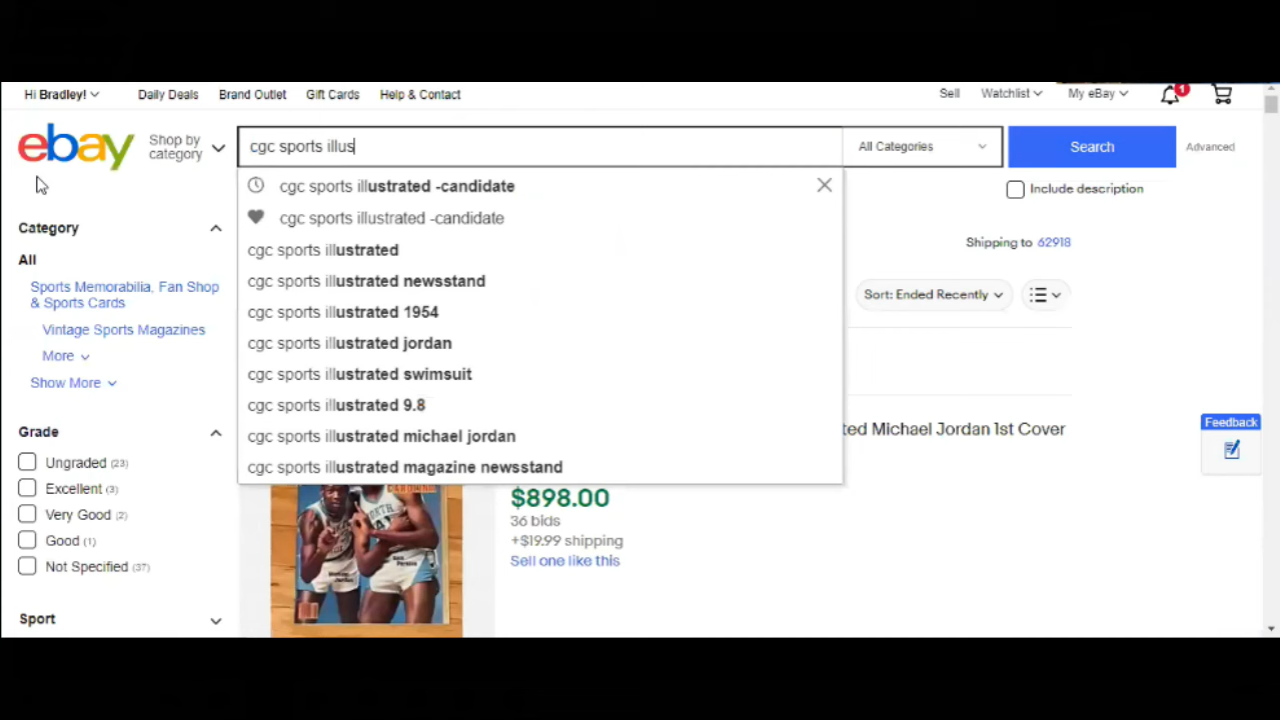 Hi Bradley!
Daily Deals
Brand Outlet
Gift Cards
Help & Contact
Sell
Watchlist
My eBay
1
ebay
Shop by
category
cgc sports illus
All Categories
Search
Advanced
Include description
cgc sports illustrated -candidate
cgc sports illustrated -candidate
cgc sports illustrated
cgc sports illustrated newsstand
cgc sports illustrated 1954
cgc sports illustrated jordan
cgc sports illustrated swimsuit
cgc sports illustrated 9.8
cgc sports illustrated michael jordan
cgc sports illustrated magazine newsstand
Shipping to 62918
Sort: Ended Recently
Category
All
Sports Memorabilia, Fan Shop
& Sports Cards
Vintage Sports Magazines
More
Show More
Grade
Ungraded (23)
Excellent (3)
Very Good (2)
Good (1)
Not Specified (37)
Sport
ted Michael Jordan 1st Cover
Feedback
$898.00
36 bids
+$19.99 shipping
Sell one like this